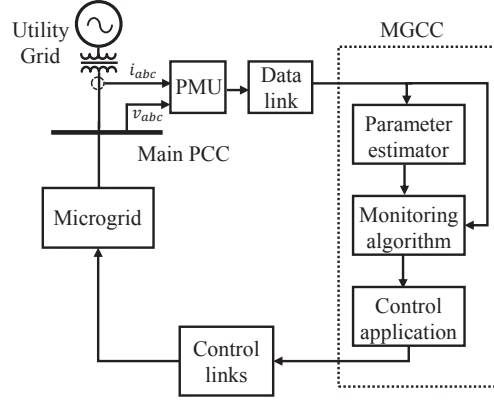 Utility
Grid
MGCC
i_abc
PMU
Data
link
v_abc
Main PCC
Parameter
estimator
Microgrid
Monitoring
algorithm
Control
application
Control
links